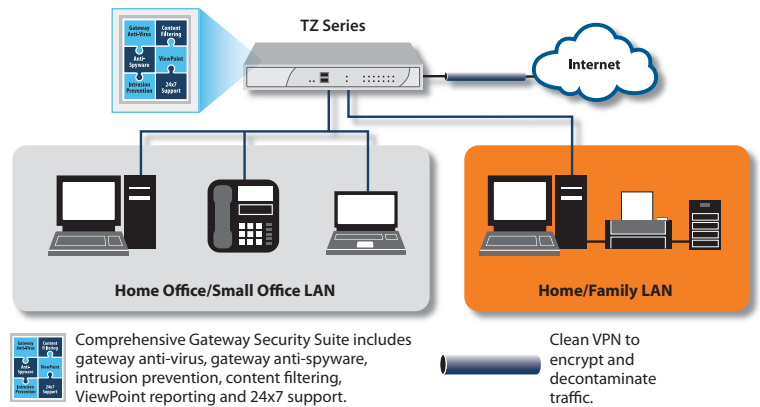 TZ Series
Gateway Anti-Virus
Content Filtering
Anti-Spyware
ViewPoint
Intrusion Prevention
24x7 Support
Internet
Home Office/Small Office LAN
Home/Family LAN
Gateway Anti-Virus
Content Filtering
Anti-Spyware
ViewPoint
Intrusion Prevention
24x7 Support
Comprehensive Gateway Security Suite includes
gateway anti-virus, gateway anti-spyware,
intrusion prevention, content filtering,
ViewPoint reporting and 24x7 support.
Clean VPN to
encrypt and
decontaminate
traffic.